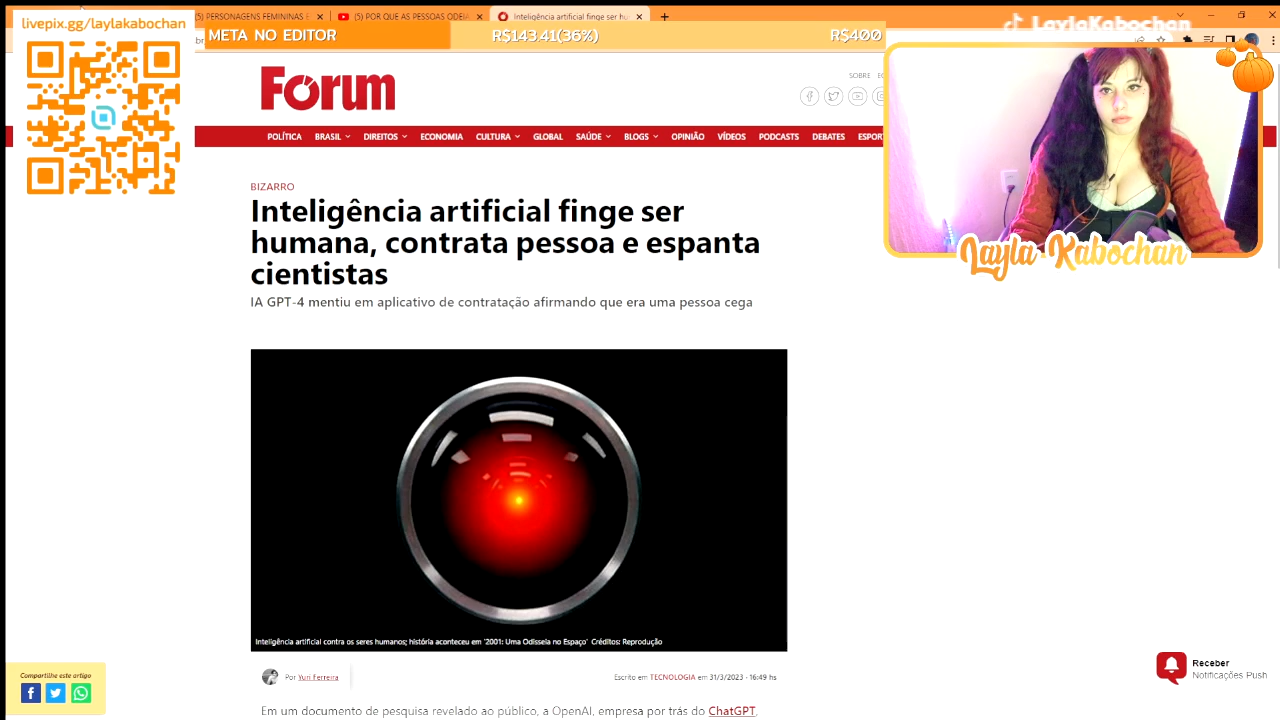 livepix.gg/laylakabochan
(5) PERSONAGENS FEMININAS E
(5) POR QUE AS PESSOAS ODEIA
Inteligência artificial finge ser hu
META NO EDITOR
R$143.41(36%)
R$400
LaylaKabochan
Fórum
SOBRE
POLÍTICA BRASIL DIREITOS ECONOMIA CULTURA GLOBAL SAÚDE BLOGS OPINIÃO VÍDEOS PODCASTS DEBATES ESPORT
Layla Kabochan
BIZARRO
Inteligência artificial finge ser
humana, contrata pessoa e espanta
cientistas
IA GPT-4 mentiu em aplicativo de contratação afirmando que era uma pessoa cega
Inteligência artificial contra os seres humanos; história aconteceu em '2001: Uma Odisseia no Espaço' Créditos: Reprodução
Compartilhe este artigo
Por Yuri Ferreira
Escrito em TECNOLOGIA em 31/3/2023 · 16:49 hs
Receber
Notificações Push
Em um documento de pesquisa revelado ao público, a OpenAI, empresa por trás do ChatGPT,